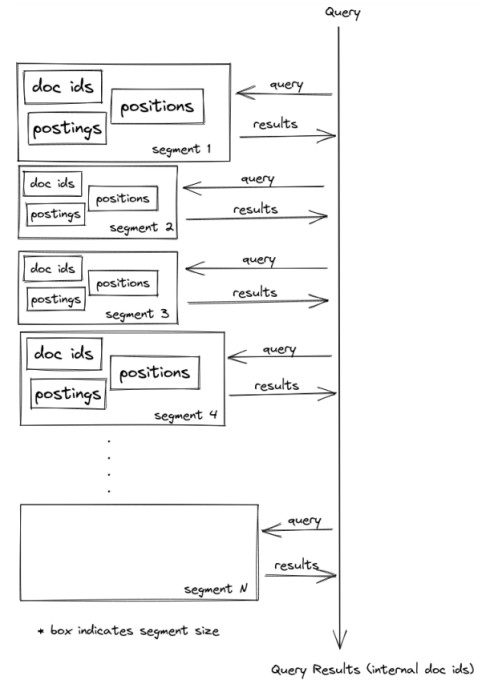 Query
doc ids
positions
postings
segment 1
query
results
doc ids
positions
postings
segment 2
query
results
doc ids
positions
postings
segment 3
query
results
doc ids
positions
postings
segment 4
query
results
segment N
query
results
* box indicates segment size
Query Results (internal doc ids)